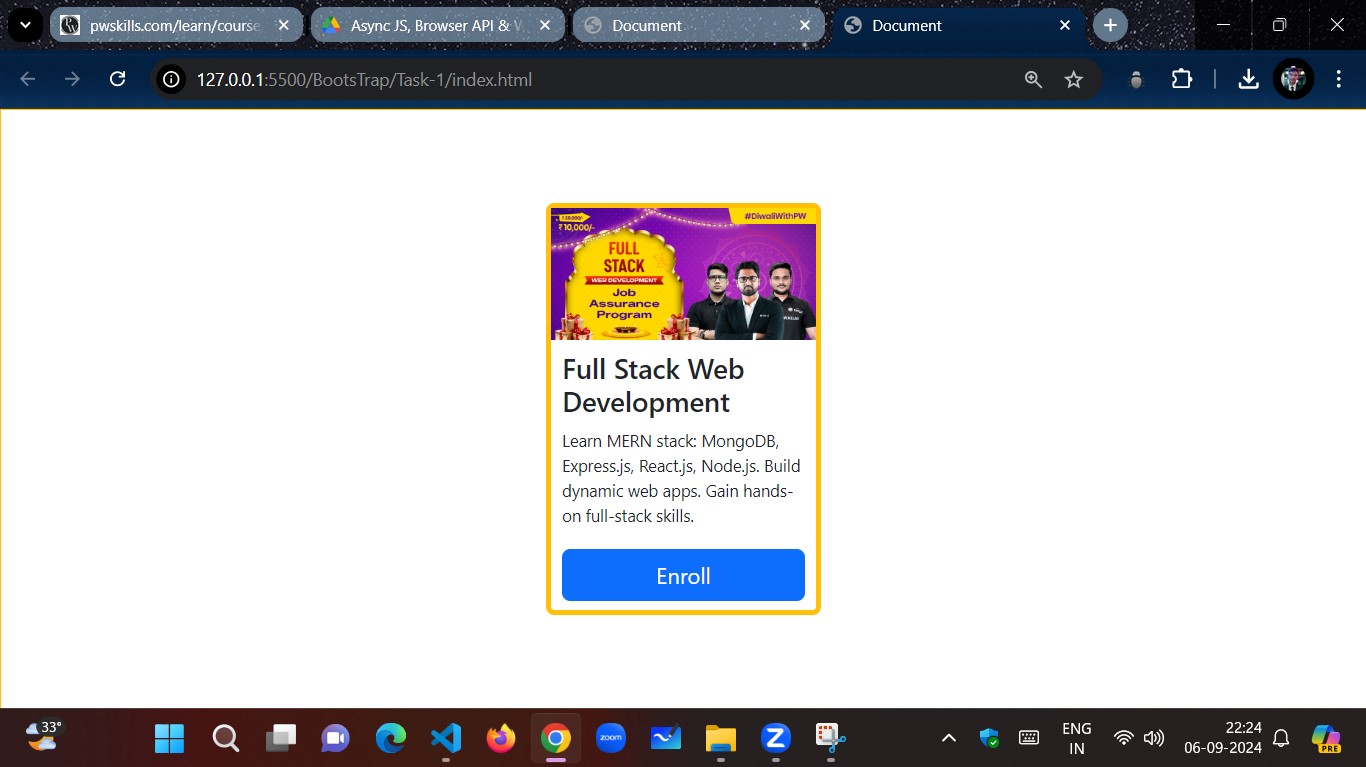 pwskills.com/learn/course
Async JS, Browser API & W
Document
Document
127.0.0.1:5500/BootsTrap/Task-1/index.html
#DiwaliWithPW
₹10,000/-
FULL
STACK
WEB DEVELOPMENT
Job
Assurance
Program
Full Stack Web
Development
Learn MERN stack: MongoDB,
Express.js, React.js, Node.js. Build
dynamic web apps. Gain hands-
on full-stack skills.
Enroll
33°
zoom
Z
ENG
IN
22:24
06-09-2024
PRE